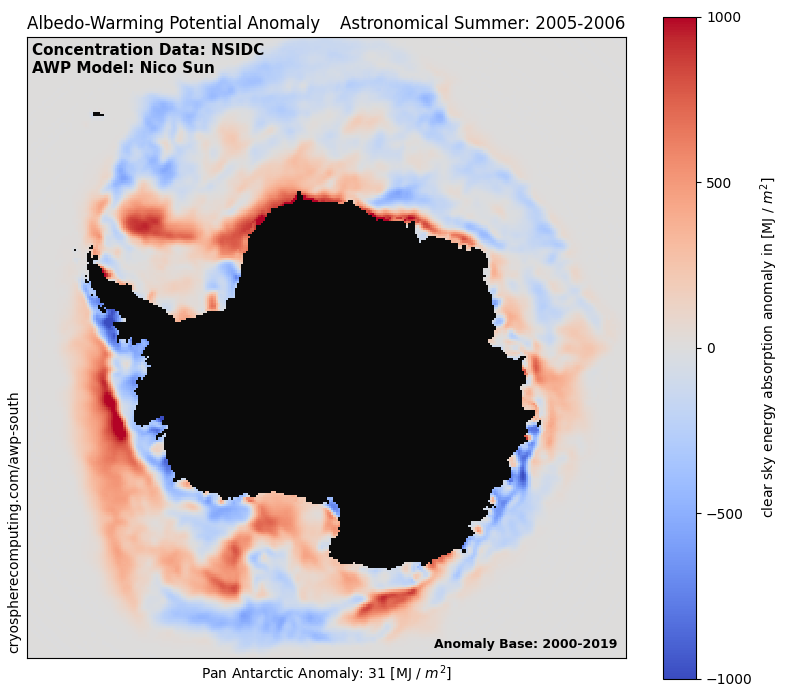 Albedo-Warming Potential Anomaly    Astronomical Summer: 2005-2006
Concentration Data: NSIDC
AWP Model: Nico Sun
cryospherecomputing.com/awp-south
Anomaly Base: 2000-2019
Pan Antarctic Anomaly: 31 [MJ / m²]
1000
500
0
−500
−1000
clear sky energy absorption anomaly in [MJ / m²]